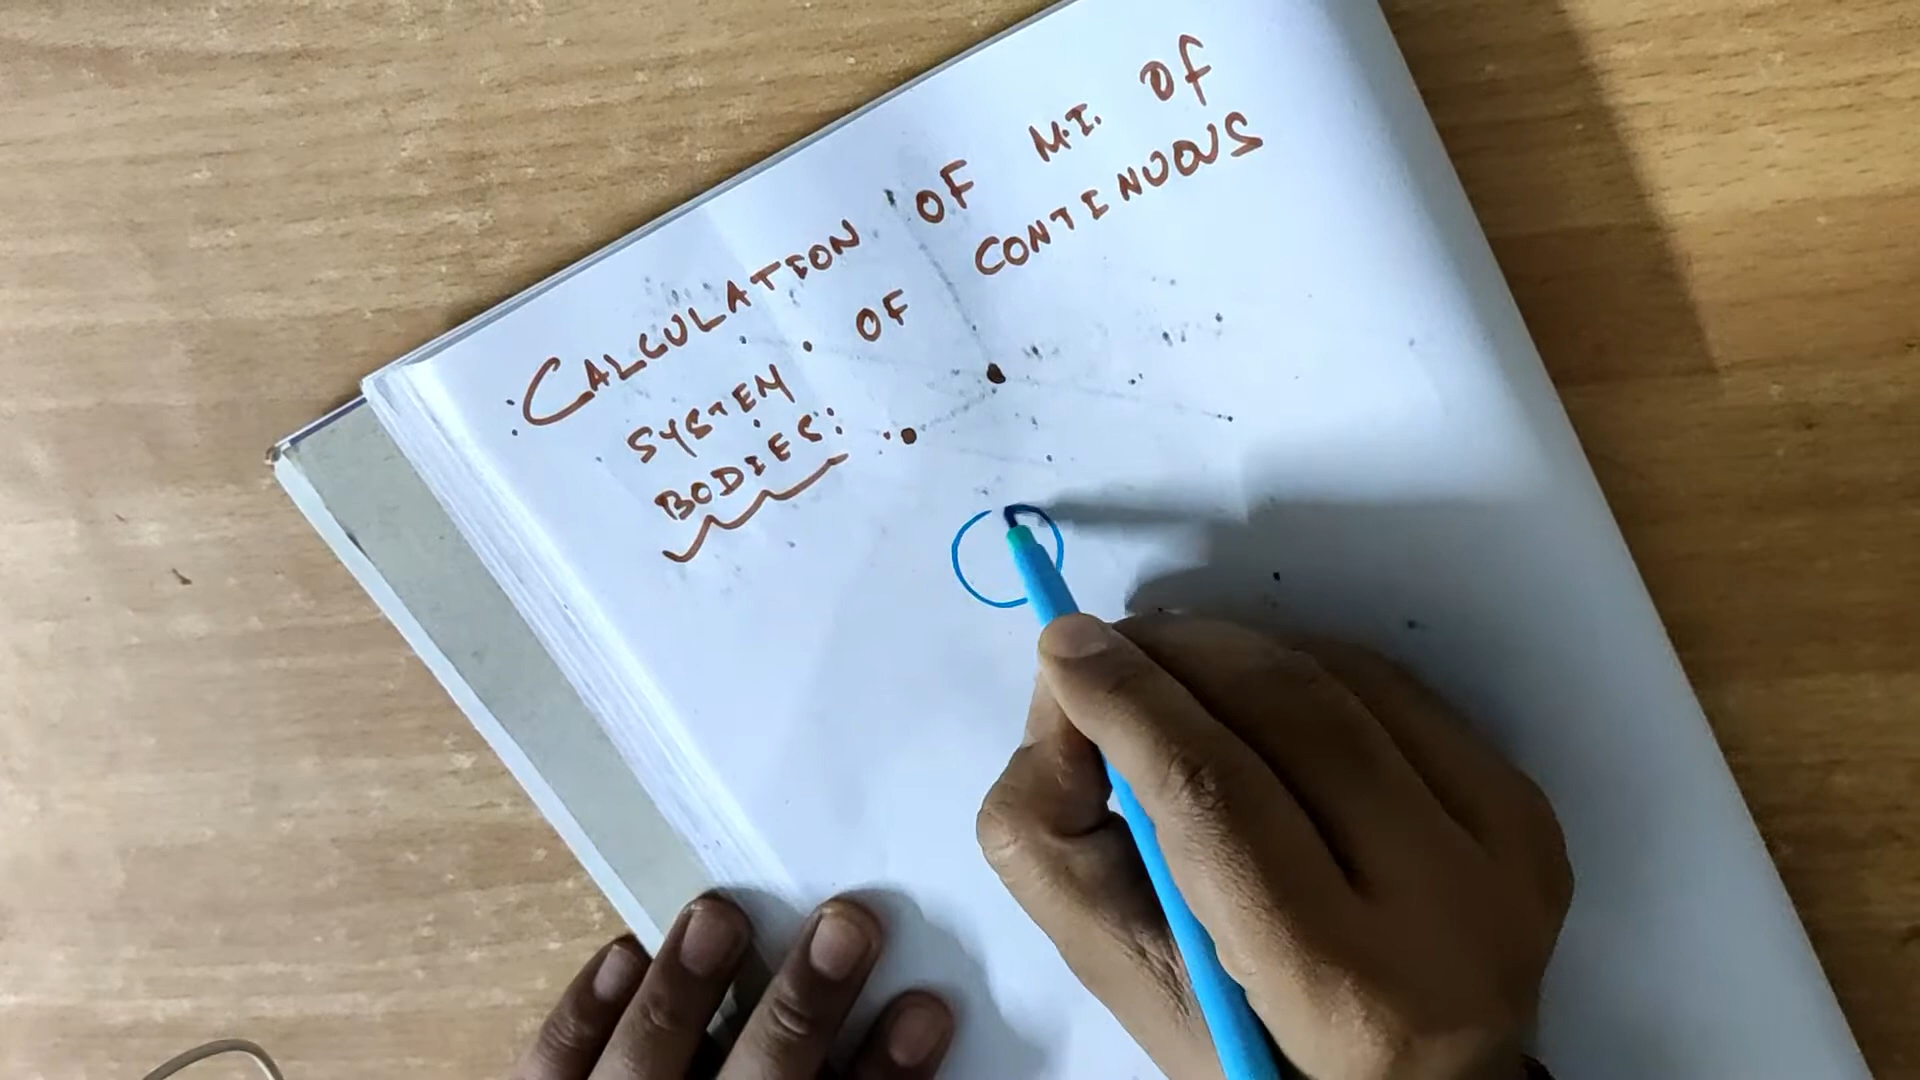 CALCULATION OF M.I. Of
SYSTEM OF CONTINUOUS
BODIES: